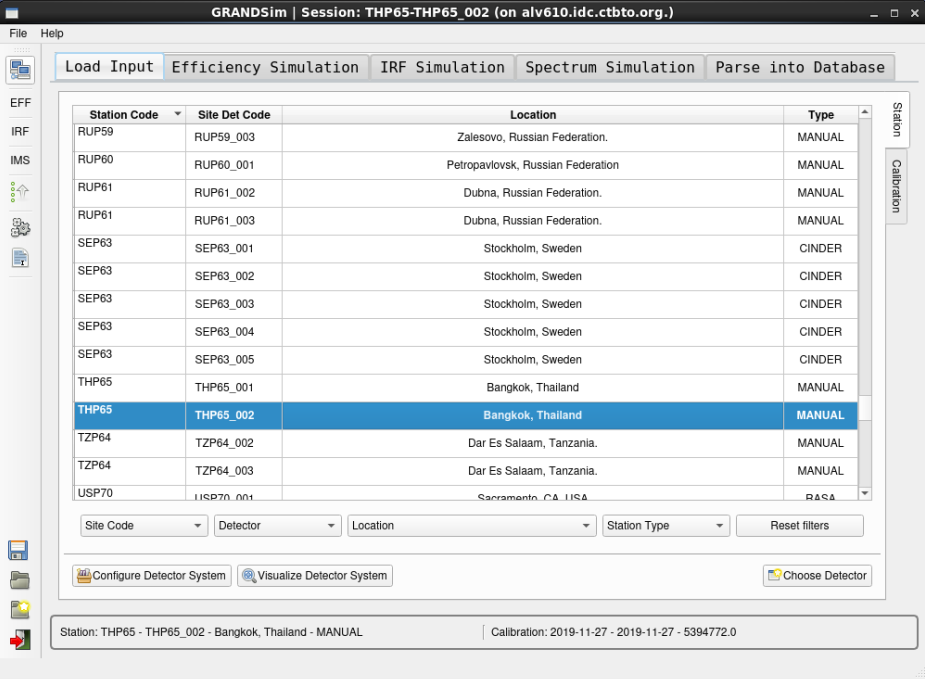 GRANDSim | Session: THP65-THP65_002 (on alv610.idc.ctbto.org.)
File Help
Load Input Efficiency Simulation IRF Simulation Spectrum Simulation Parse into Database
EFF
IRF
IMS
Station
Calibration
Station Code Site Det Code Location Type
RUP59 RUP59_003 Zalesovo, Russian Federation. MANUAL
RUP60 RUP60_001 Petropavlovsk, Russian Federation MANUAL
RUP61 RUP61_002 Dubna, Russian Federation. MANUAL
RUP61 RUP61_003 Dubna, Russian Federation. MANUAL
SEP63 SEP63_001 Stockholm, Sweden CINDER
SEP63 SEP63_002 Stockholm, Sweden CINDER
SEP63 SEP63_003 Stockholm, Sweden CINDER
SEP63 SEP63_004 Stockholm, Sweden CINDER
SEP63 SEP63_005 Stockholm, Sweden CINDER
THP65 THP65_001 Bangkok, Thailand MANUAL
THP65 THP65_002 Bangkok, Thailand MANUAL
TZP64 TZP64_002 Dar Es Salaam, Tanzania. MANUAL
TZP64 TZP64_003 Dar Es Salaam, Tanzania. MANUAL
USP70 USP70_001 Sacramento, CA, USA RASA
Site Code Detector Location Station Type Reset filters
Configure Detector System Visualize Detector System Choose Detector
Station: THP65 - THP65_002 - Bangkok, Thailand - MANUAL Calibration: 2019-11-27 - 2019-11-27 - 5394772.0